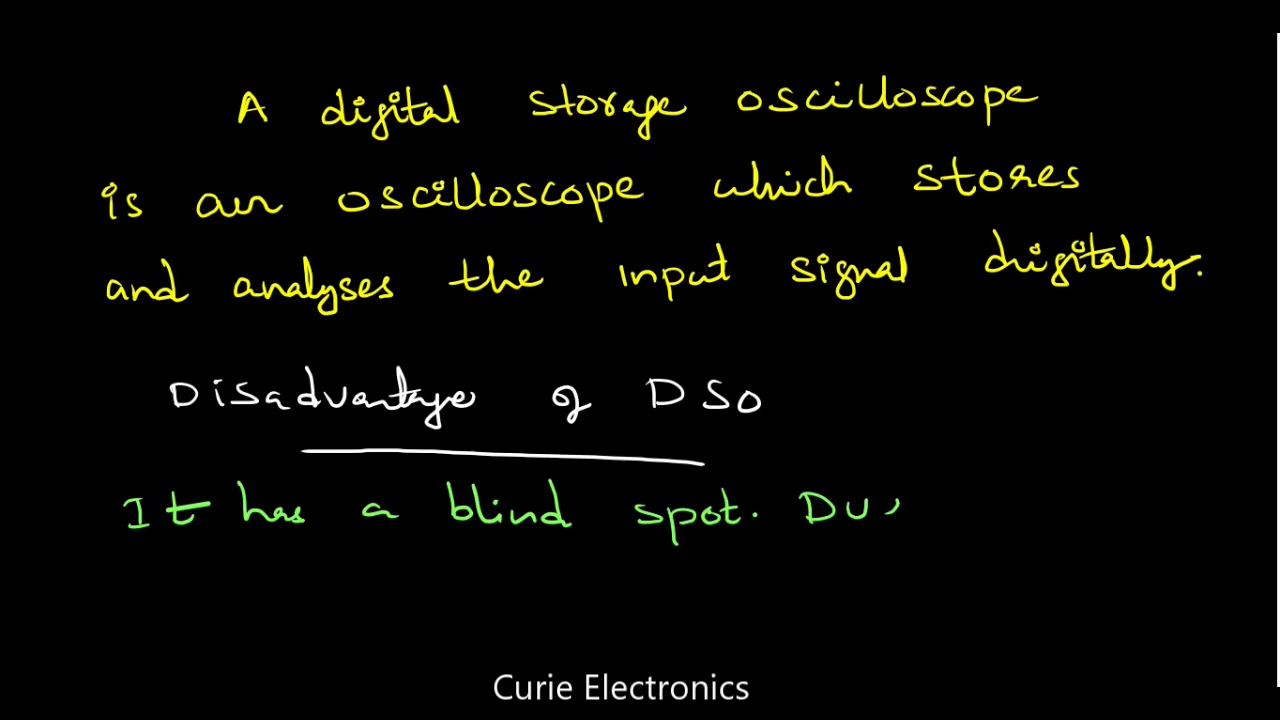 A digital storage oscilloscope
is an oscilloscope which stores
and analyses the input signal digitally.
Disadvantage of DSO
It has a blind spot. Du
Curie Electronics